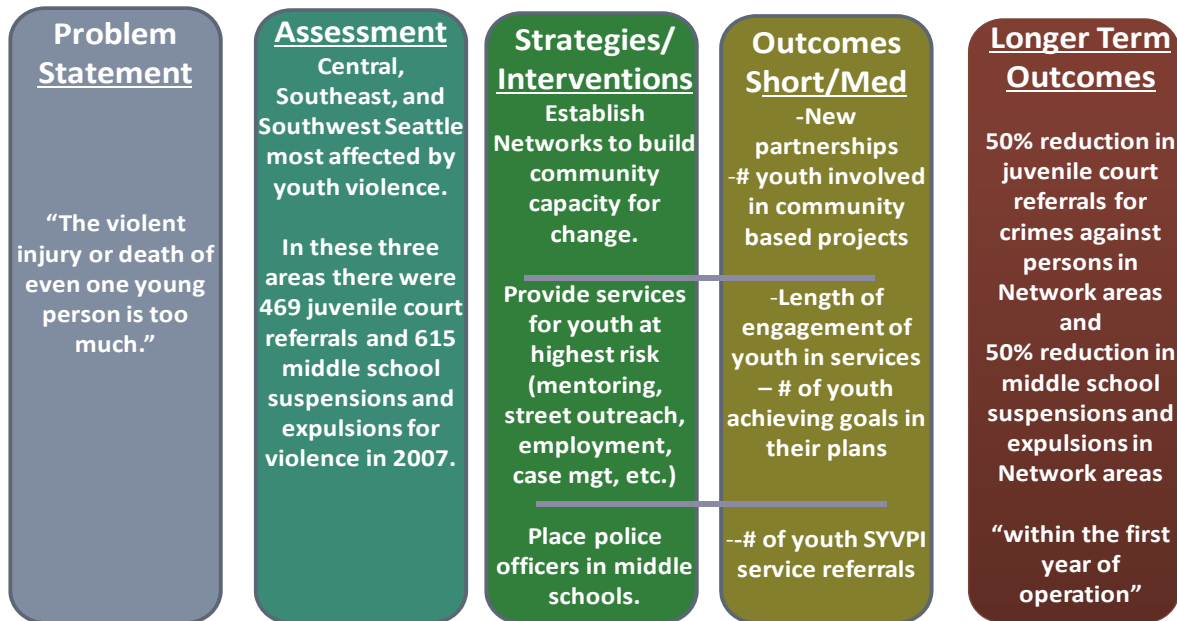 Problem
Statement
“The violent
injury or death of
even one young
person is too
much.”
Assessment
Central,
Southeast, and
Southwest Seattle
most affected by
youth violence.
In these three
areas there were
469 juvenile court
referrals and 615
middle school
suspensions and
expulsions for
violence in 2007.
Strategies/
Interventions
Establish
Networks to build
community
capacity for
change.
Provide services
for youth at
highest risk
(mentoring,
street outreach,
employment,
case mgt, etc.)
Place police
officers in middle
schools.
Outcomes
Short/Med
-New
partnerships
-# youth involved
in community
based projects
-Length of
engagement of
youth in services
– # of youth
achieving goals in
their plans
--# of youth SYVPI
service referrals
Longer Term
Outcomes
50% reduction in
juvenile court
referrals for
crimes against
persons in
Network areas
and
50% reduction in
middle school
suspensions and
expulsions in
Network areas
“within the first
year of
operation”